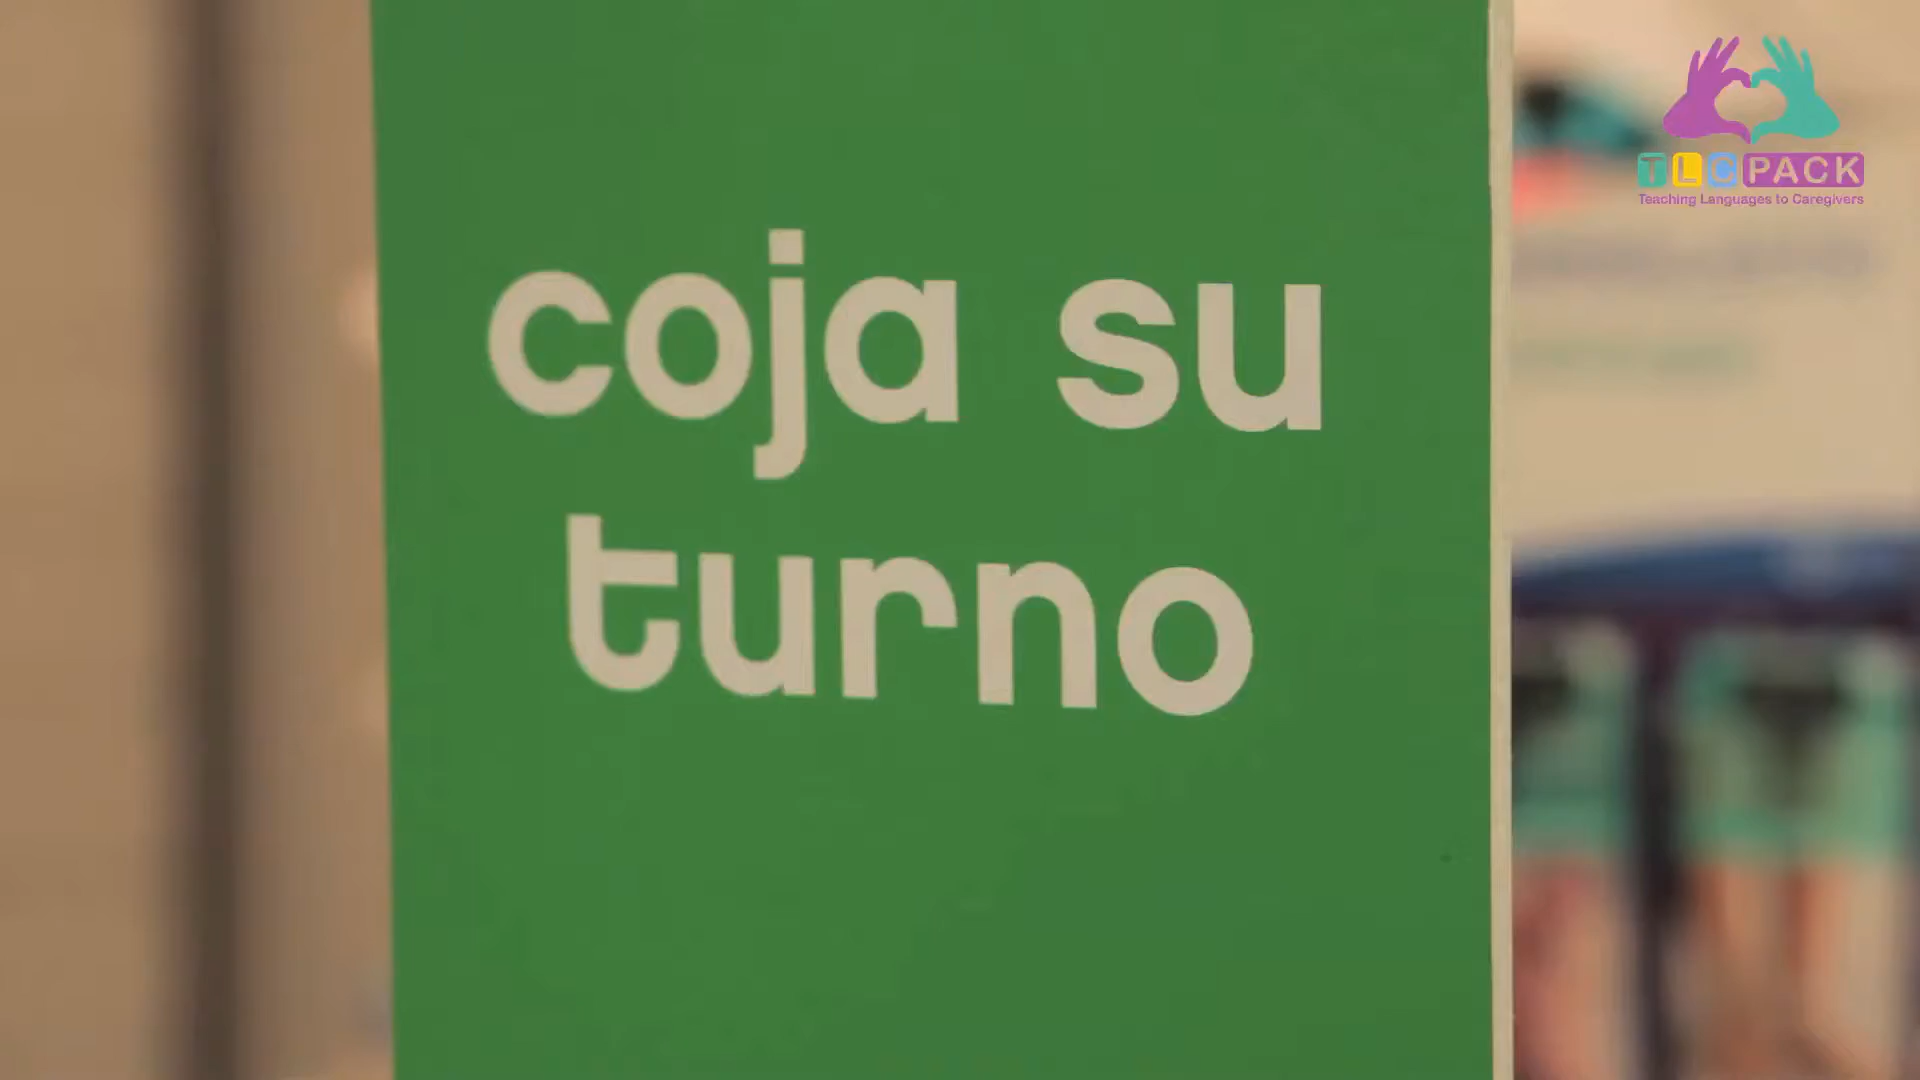 coja su
turno
TLC PACK
Teaching Languages to Caregivers